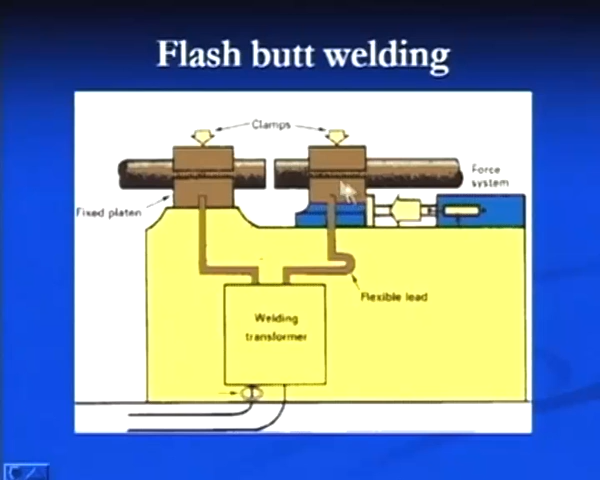 Flash butt welding
Clamps
Force
system
Fixed platen
Flexible lead
Welding
transformer